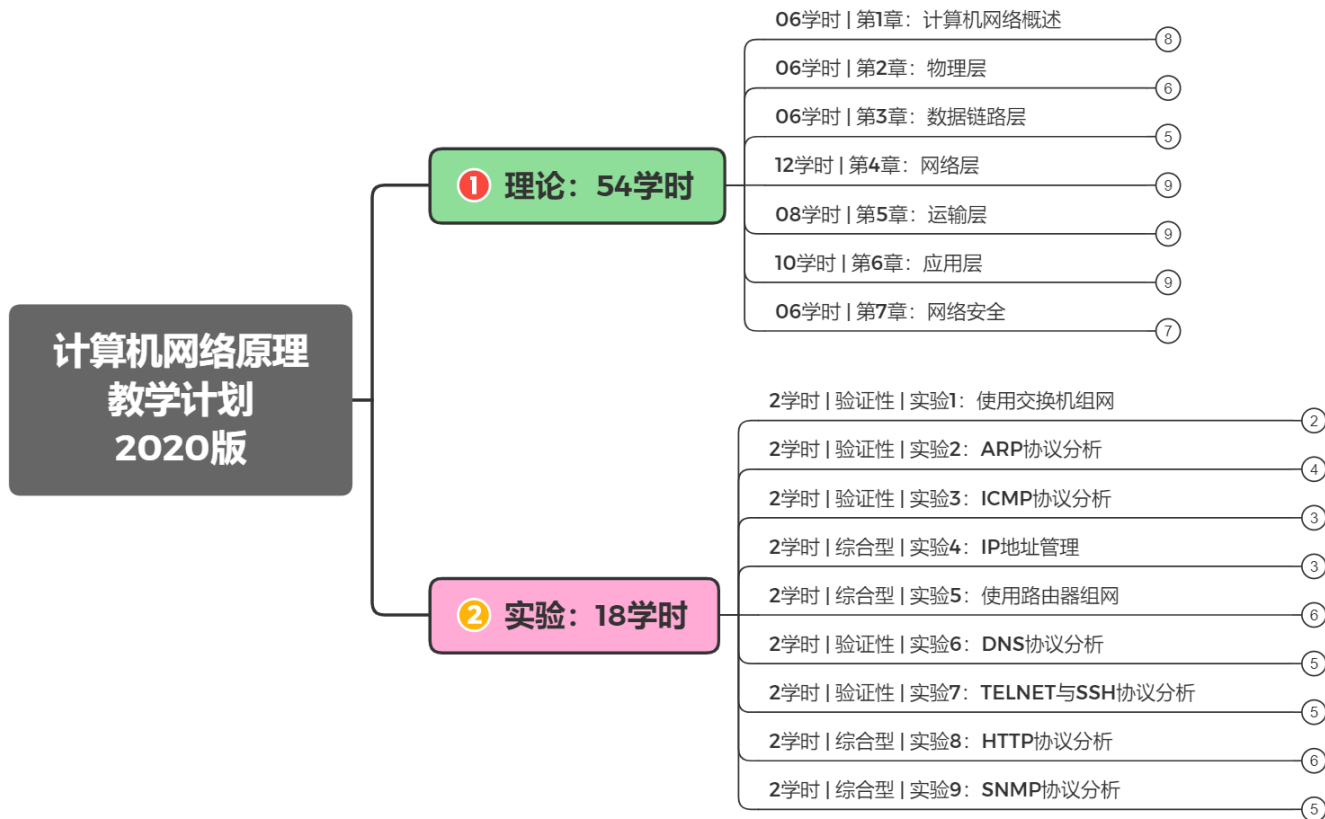 计算机网络原理
教学计划
2020版
1 理论：54学时
06学时 | 第1章：计算机网络概述
8
06学时 | 第2章：物理层
6
06学时 | 第3章：数据链路层
5
12学时 | 第4章：网络层
9
08学时 | 第5章：运输层
9
10学时 | 第6章：应用层
9
06学时 | 第7章：网络安全
7
2 实验：18学时
2学时 | 验证性 | 实验1：使用交换机组网
2
2学时 | 验证性 | 实验2：ARP协议分析
4
2学时 | 验证性 | 实验3：ICMP协议分析
3
2学时 | 综合型 | 实验4：IP地址管理
3
2学时 | 综合型 | 实验5：使用路由器组网
6
2学时 | 验证性 | 实验6：DNS协议分析
5
2学时 | 验证性 | 实验7：TELNET与SSH协议分析
5
2学时 | 综合型 | 实验8：HTTP协议分析
6
2学时 | 综合型 | 实验9：SNMP协议分析
5